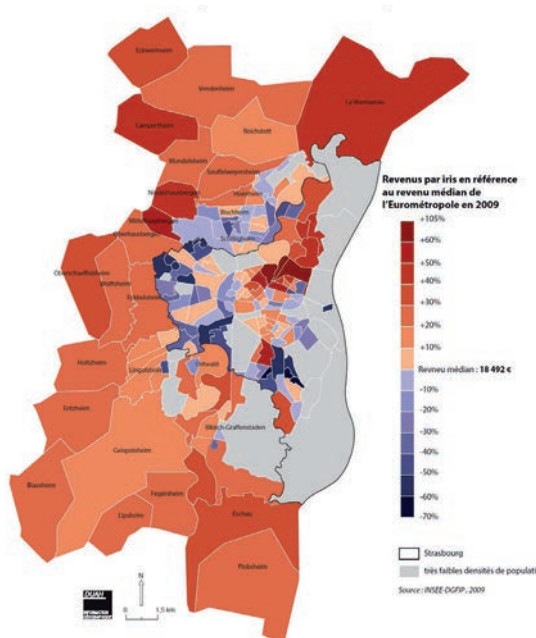 Eckwersheim
Vendenheim
La Wantzenau
Lampertheim
Reichstett
Mundolsheim
Souffelweyersheim
Niederhausbergen
Hoenheim
Bischheim
Mittelhausbergen
Oberhausbergen
Schiltigheim
Oberschaeffolsheim
Wolfisheim
Eckbolsheim
Holtzheim
Lingolsheim
Ostwald
Entzheim
Illkirch-Graffenstaden
Geispolsheim
Blaesheim
Fegersheim
Lipsheim
Eschau
Plobsheim
Revenus par iris en référence
au revenu médian de
l'Eurométropole en 2009
+105%
+60%
+40%
+30%
+20%
+10%
Revneu médian : 18 492 €
-10%
-20%
-30%
-40%
-50%
-60%
-70%
Strasbourg
très faibles densités de populati
Source : INSEE-DGFIP, 2009
N
0 1,5 km
DUAH